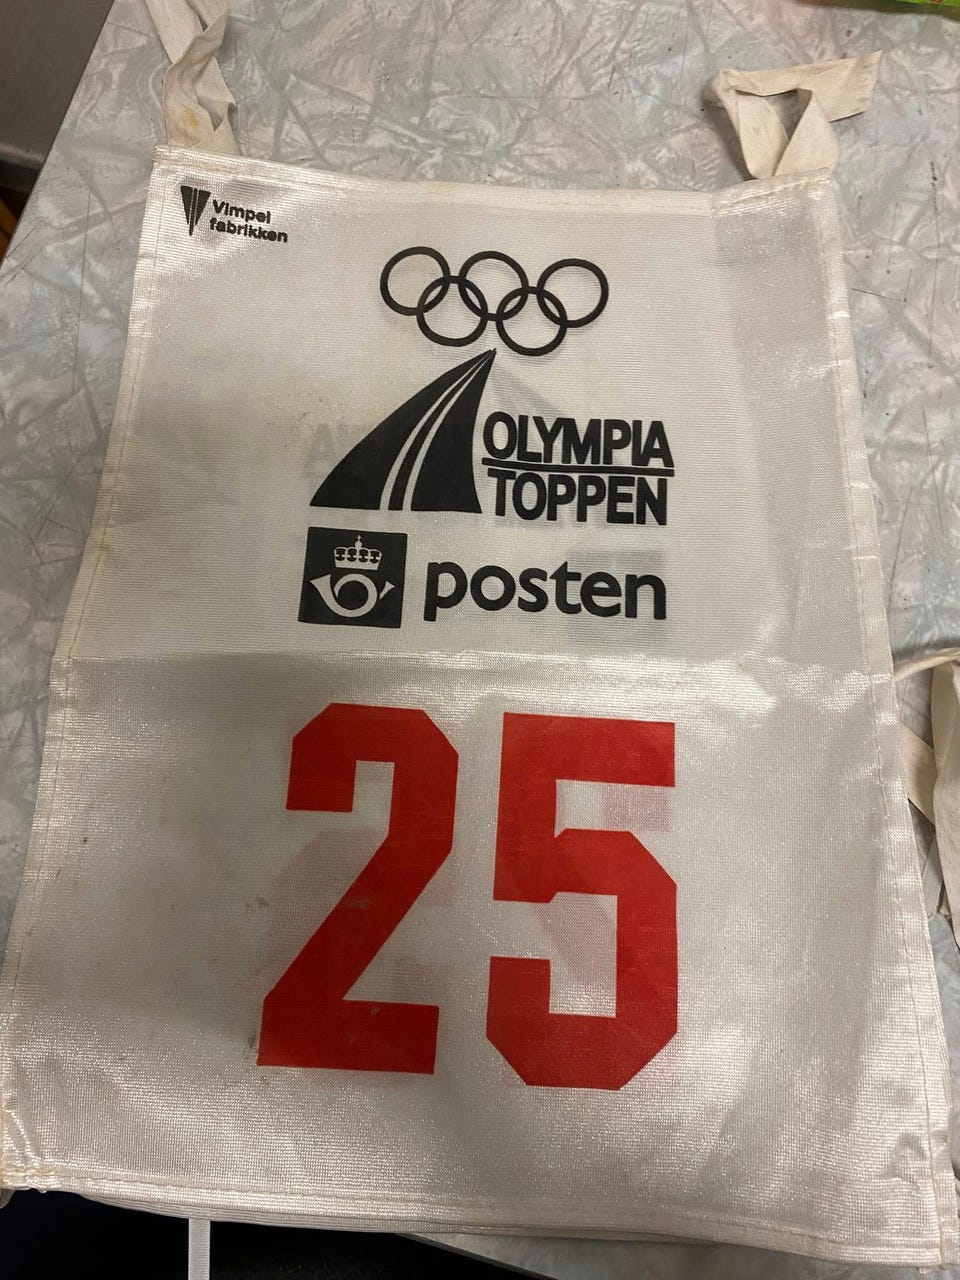 Vimpel
fabrikken
OLYMPIA
TOPPEN
posten
25